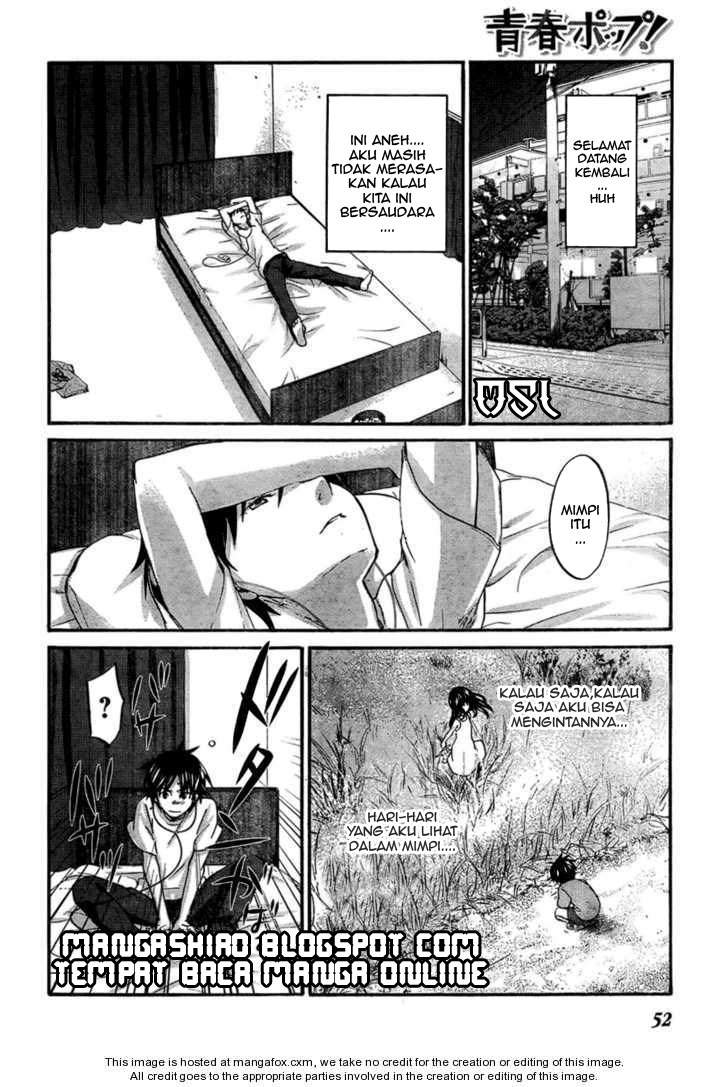 青春ポップ!
SELAMAT
DATANG
KEMBALI
...
HUH
INI ANEH....
AKU MASIH
TIDAK MERASA-
KAN KALAU
KITA INI
BERSAUDARA
....
MSI
MIMPI
ITU
...
KALAU SAJA,KALAU
SAJA AKU BISA
MENGINTANNYA...
HARI-HARI
YANG AKU LIHAT
DALAM MIMPI....
?
MANGASHIRO BLOGSPOT COM
TEMPAT BACA MANGA ONLINE
52
This image is hosted at mangafox.cxm, we take no credit for the creation or editing of this image.
All credit goes to the appropriate parties involved in the creation and editing of this image.